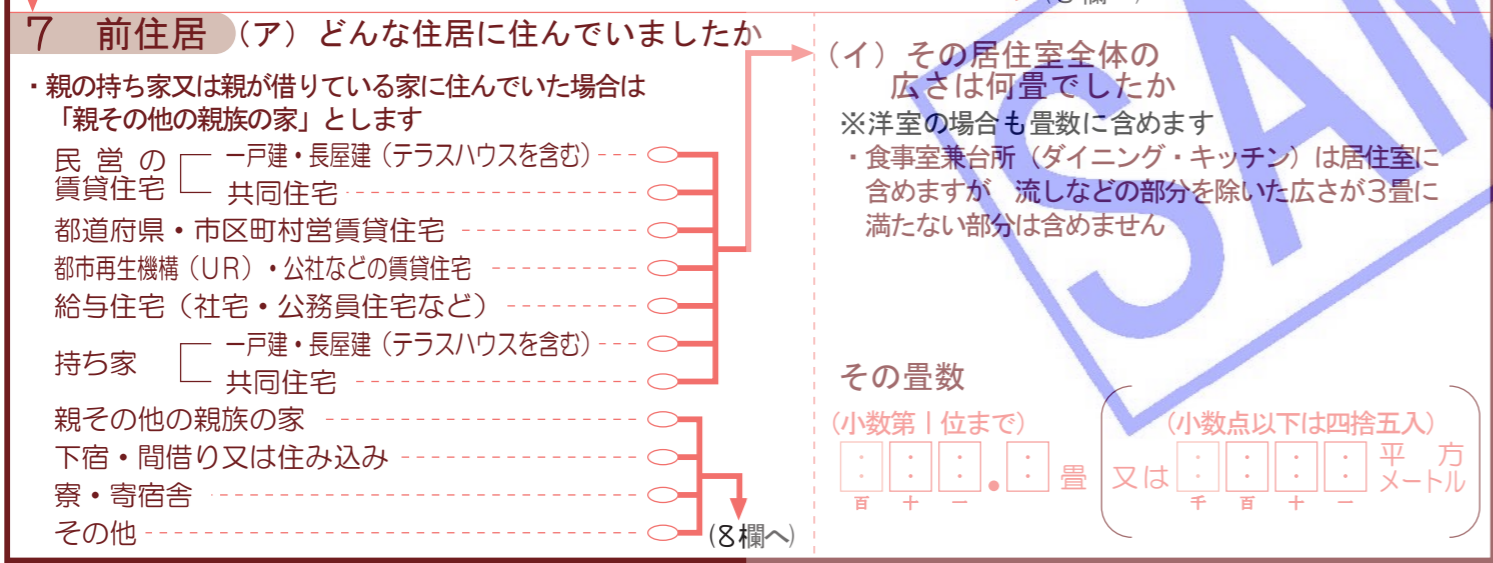 (8欄へ)
7 前住居 (ア) どんな住居に住んでいましたか
・親の持ち家又は親が借りている家に住んでいた場合は
「親その他の親族の家」とします
民営の
賃貸住宅
一戸建・長屋建（テラスハウスを含む）
共同住宅
都道府県・市区町村営賃貸住宅
都市再生機構（UR）・公社などの賃貸住宅
給与住宅（社宅・公務員住宅など）
持ち家
一戸建・長屋建（テラスハウスを含む）
共同住宅
親その他の親族の家
下宿・間借り又は住み込み
寮・寄宿舎
その他
(8欄へ)
(イ) その居住室全体の
広さは何畳でしたか
※洋室の場合も畳数に含めます
・食事室兼台所（ダイニング・キッチン）は居住室に
含めますが 流しなどの部分を除いた広さが3畳に
満たない部分は含めません
その畳数
(小数第1位まで)
百 十 一 . 畳
又は
(小数点以下は四捨五入)
千 百 十 一
平方
メートル
SAM